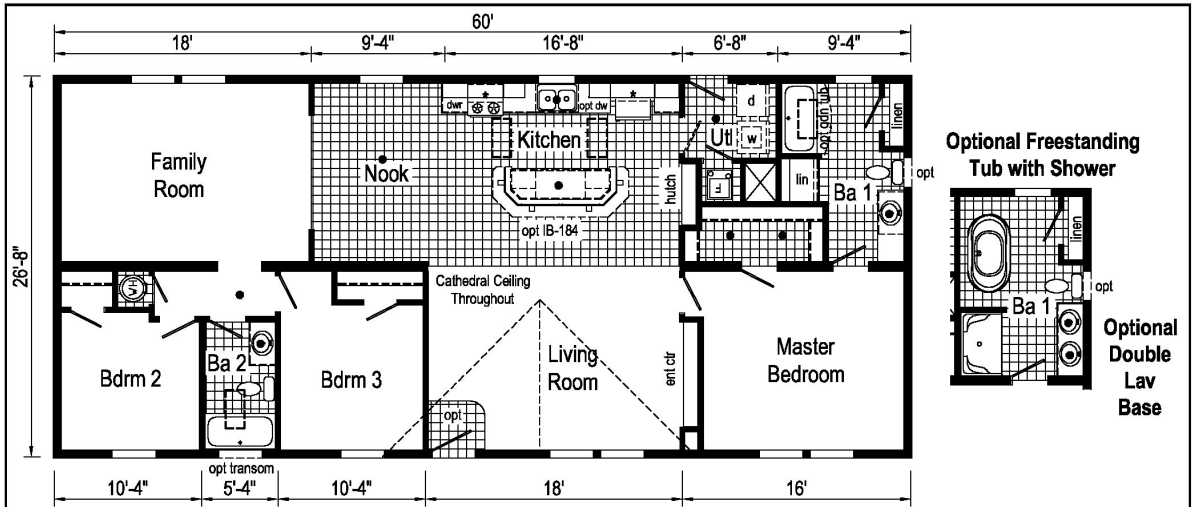 60'
18'
9'-4"
16'-8"
6'-8"
9'-4"
26'-8"
Family
Room
Nook
dwr
*
opt dw
*
Kitchen
opt IB-184
hutch
Utl
d
w
F
opt gdn tub
linen
lin
Ba 1
opt
WH
Bdrm 2
Ba 2
opt transom
Bdrm 3
Cathedral Ceiling
Throughout
Living
Room
opt
ent ctr
Master
Bedroom
10'-4"
5'-4"
10'-4"
18'
16'
Optional Freestanding
Tub with Shower
linen
Ba 1
opt
Optional
Double
Lav
Base